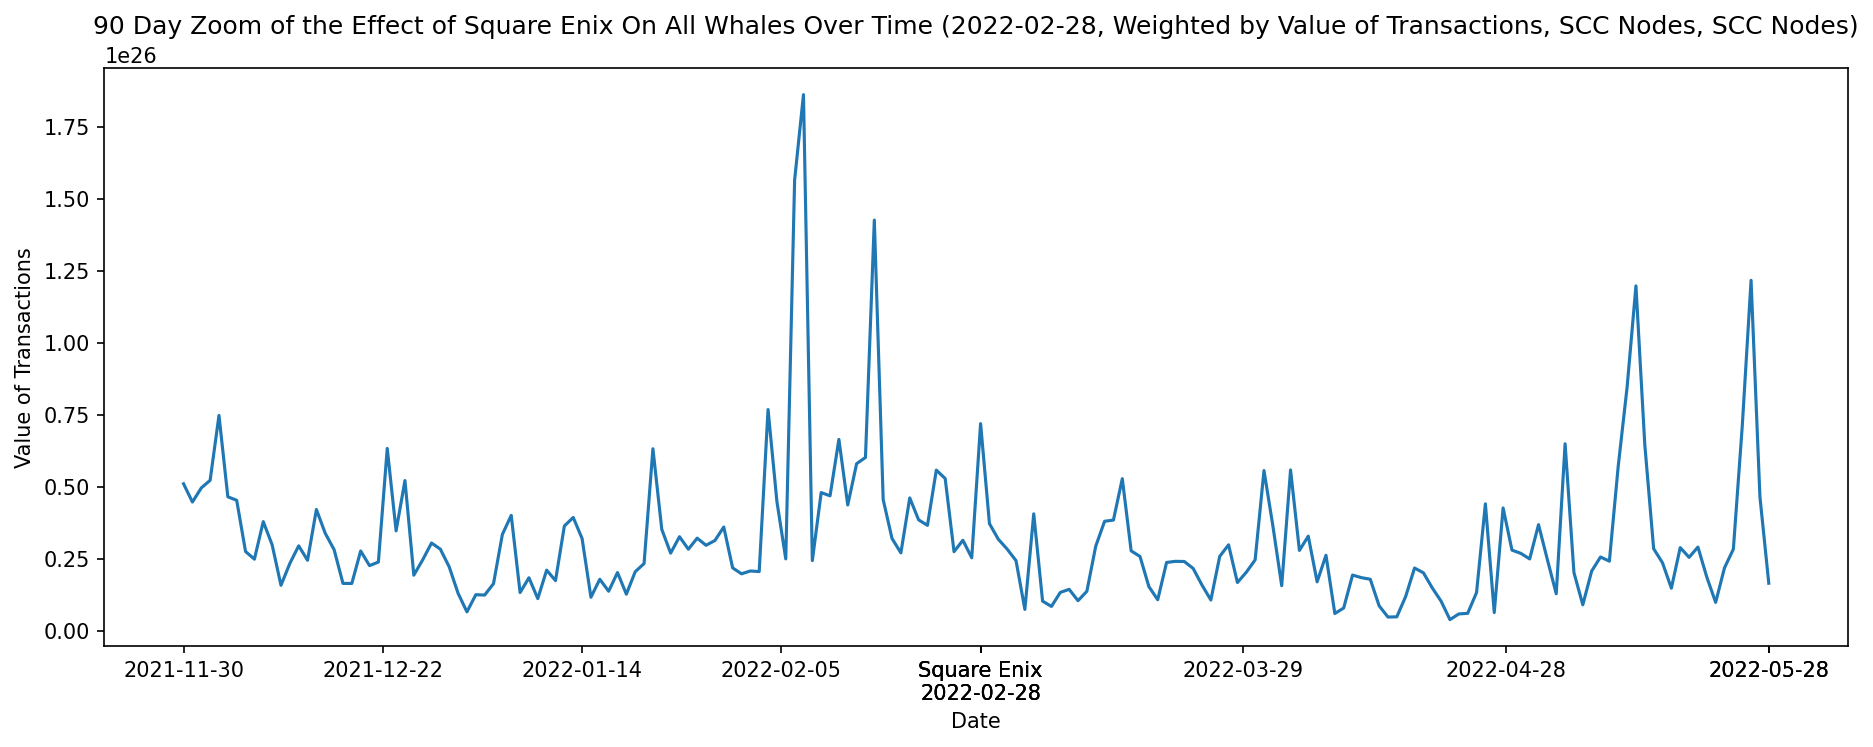 90 Day Zoom of the Effect of Square Enix On All Whales Over Time (2022-02-28, Weighted by Value of Transactions, SCC Nodes, SCC Nodes)
1e26
1.75
1.50
1.25
1.00
0.75
0.50
0.25
0.00
Value of Transactions
2021-11-30 2021-12-22 2022-01-14 2022-02-05 Square Enix 2022-03-29 2022-04-28 2022-05-28
2022-02-28
Date